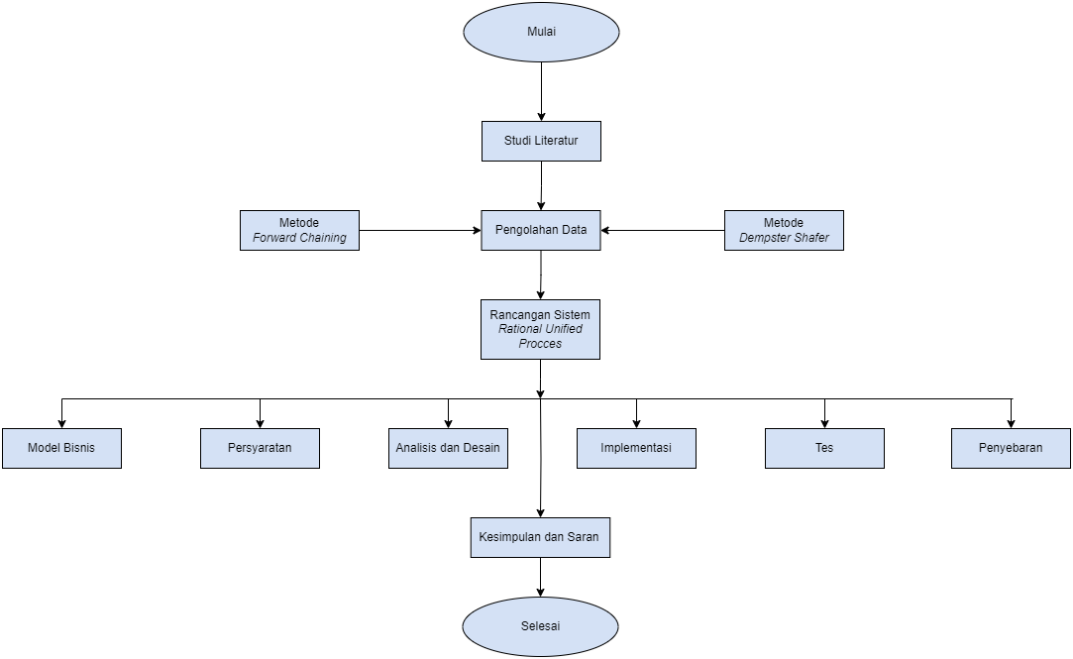 Mulai
Studi Literatur
Metode
Forward Chaining
Pengolahan Data
Metode
Dempster Shafer
Rancangan Sistem
Rational Unified
Procces
Model Bisnis
Persyaratan
Analisis dan Desain
Implementasi
Tes
Penyebaran
Kesimpulan dan Saran
Selesai